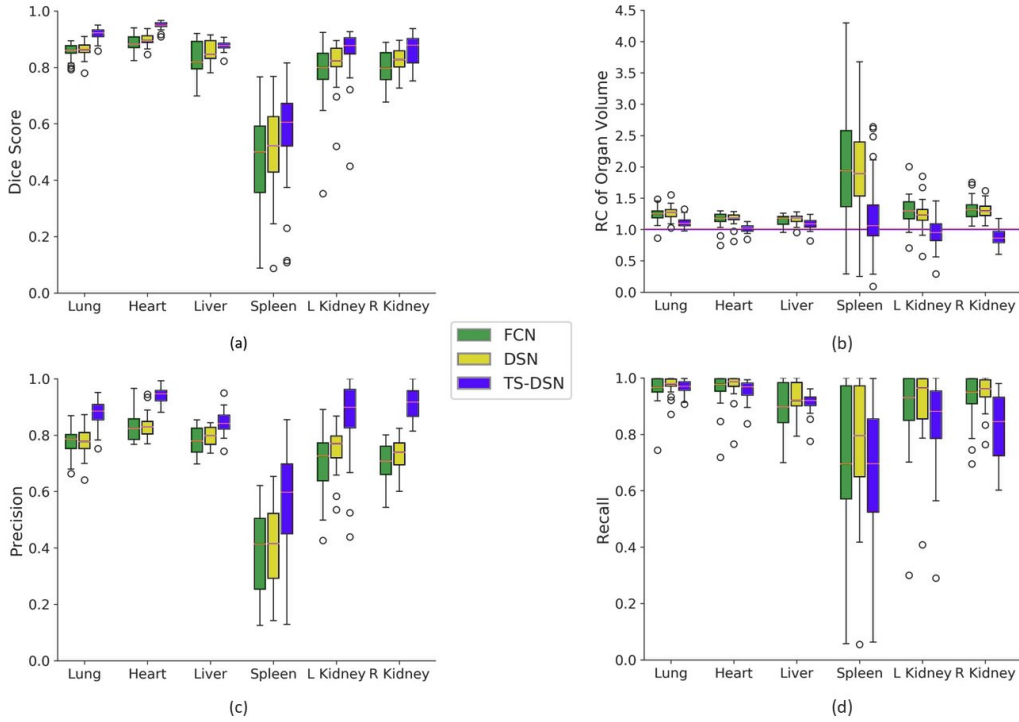 1.0
0.8
0.6
0.4
0.2
0.0
Dice Score
Lung Heart Liver Spleen L Kidney R Kidney
(a)
4.5
4.0
3.5
3.0
2.5
2.0
1.5
1.0
0.5
0.0
RC of Organ Volume
Lung Heart Liver Spleen L Kidney R Kidney
(b)
FCN
DSN
TS-DSN
1.0
0.8
0.6
0.4
0.2
0.0
Precision
Lung Heart Liver Spleen L Kidney R Kidney
(c)
1.0
0.8
0.6
0.4
0.2
0.0
Recall
Lung Heart Liver Spleen L Kidney R Kidney
(d)